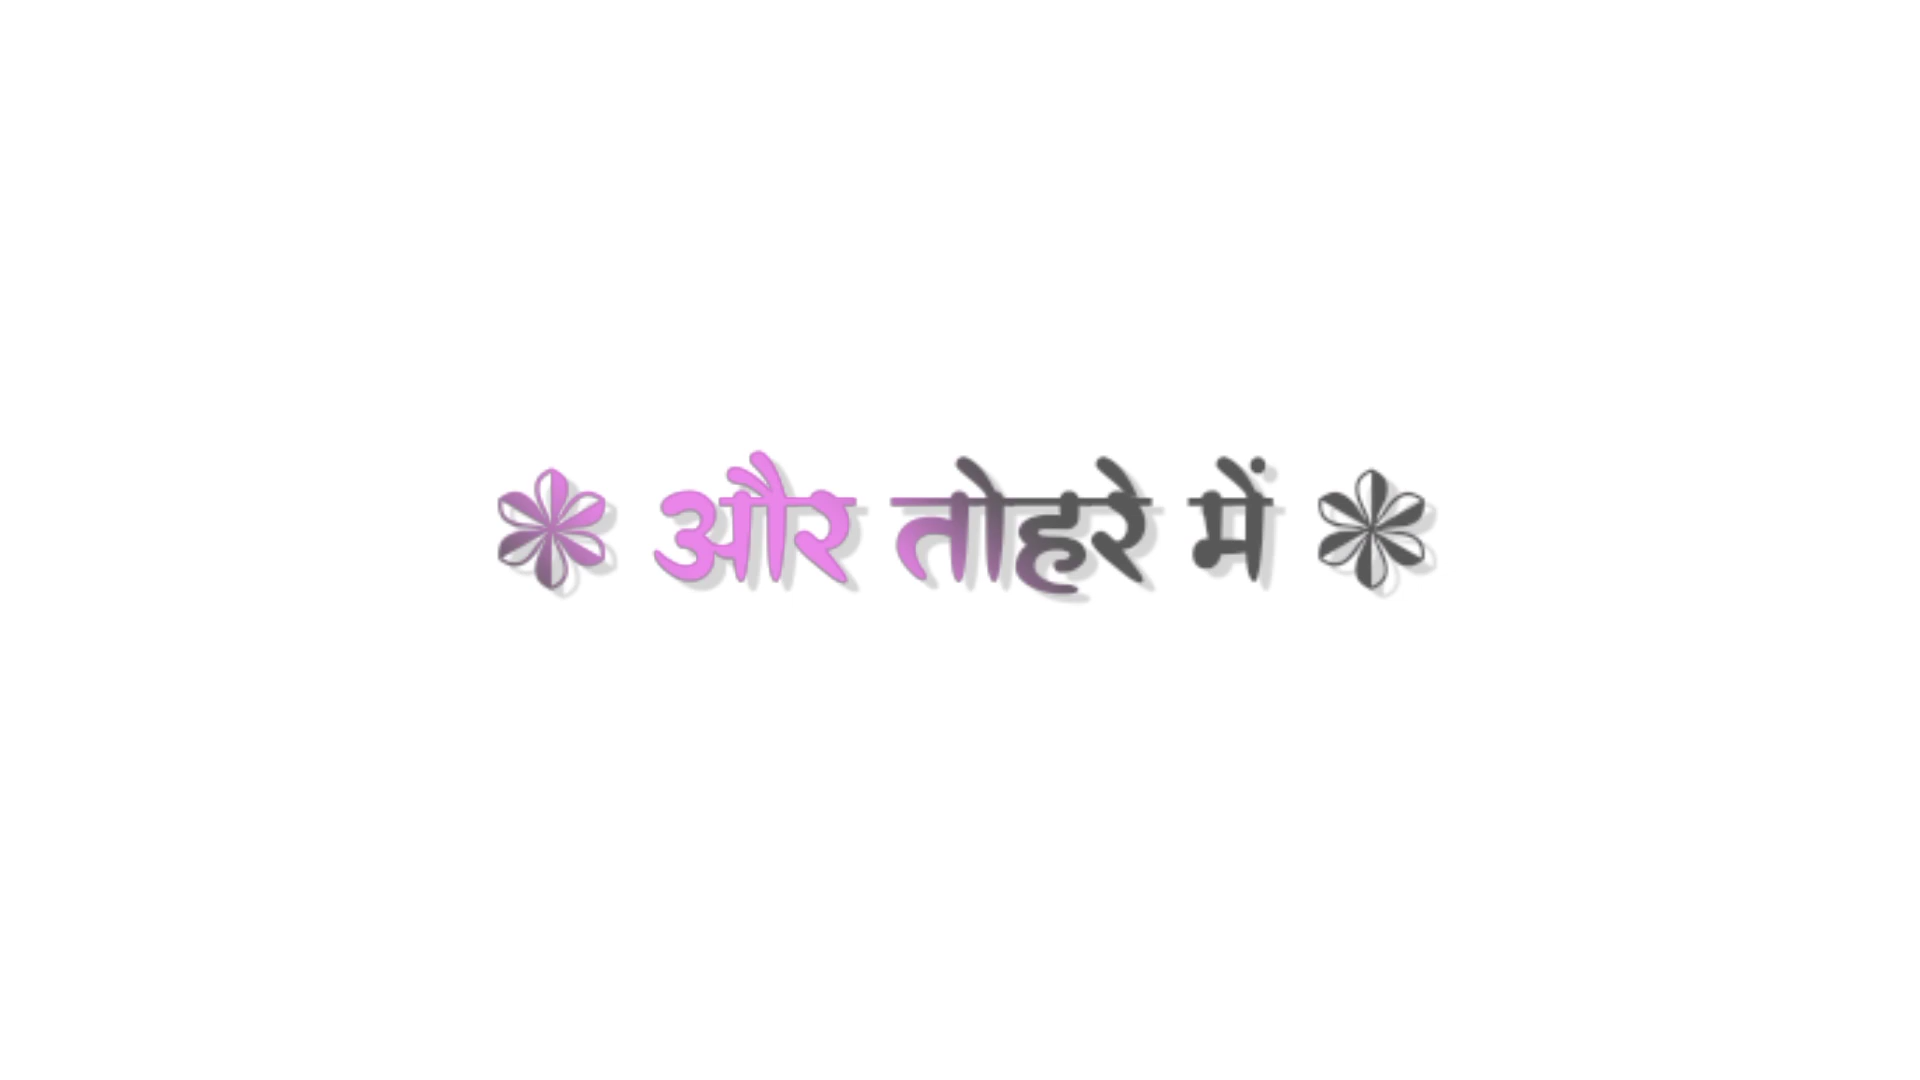 ❃ और तोहरे में ❃